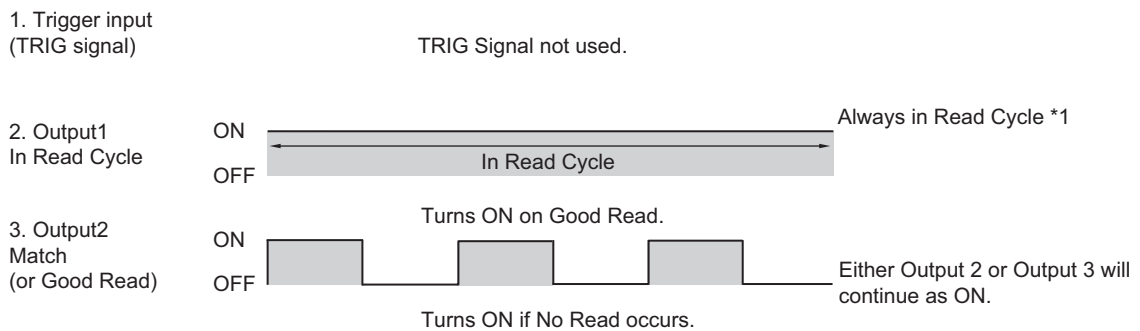 1. Trigger input
(TRIG signal)
TRIG Signal not used.
Always in Read Cycle *1
2. Output1
In Read Cycle
ON
In Read Cycle
OFF
Turns ON on Good Read.
3. Output2
Match
(or Good Read)
ON
OFF
Either Output 2 or Output 3 will
continue as ON.
Turns ON if No Read occurs.